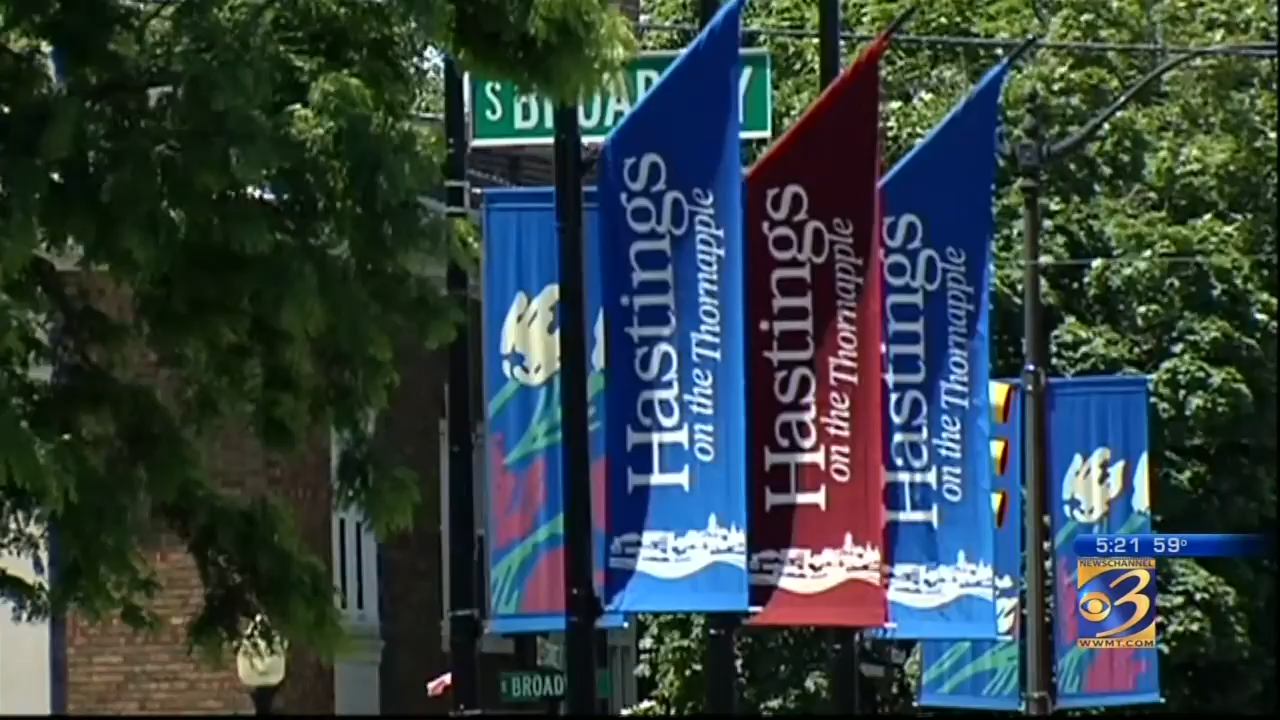 S BROADWAY
Hastings
on the Thornapple
Hastings
on the Thornapple
Hastings
on the Thornapple
5:21 59°
NEWSCHANNEL
3
WWMT.COM
S BROAD